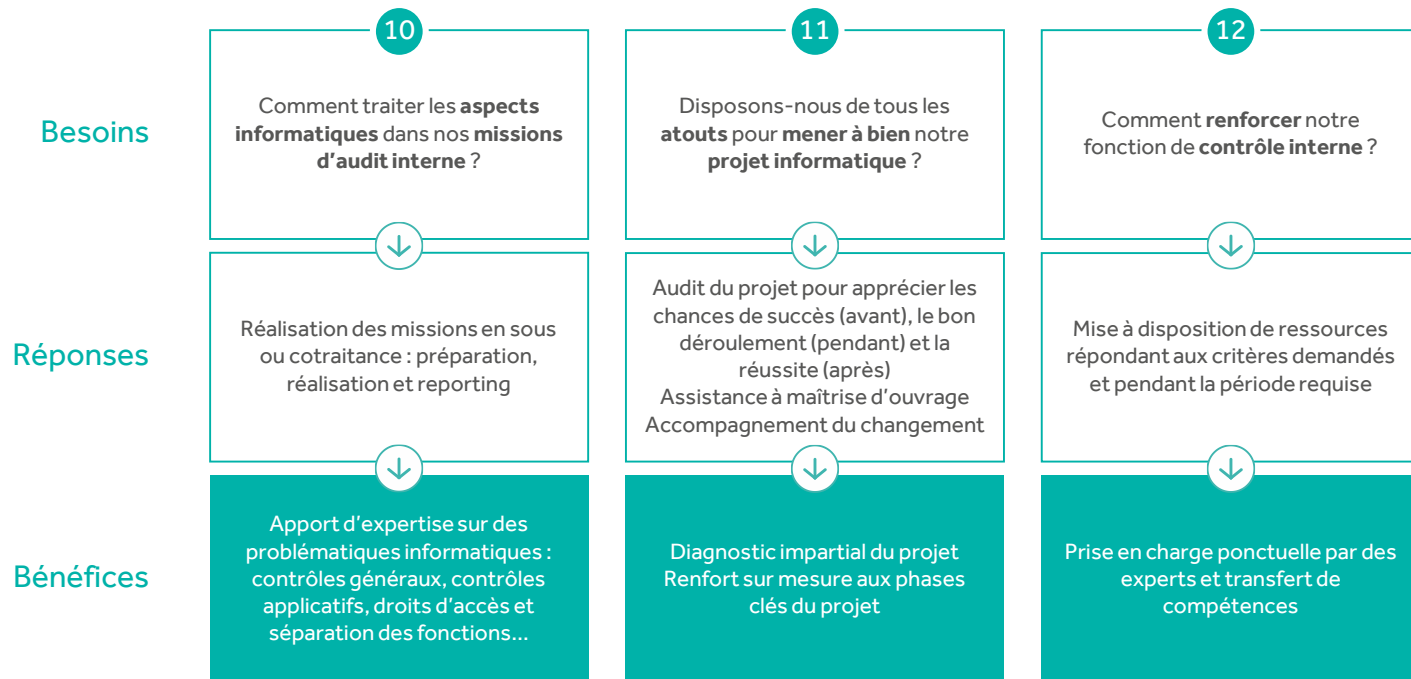 10
11
12
Besoins
Comment traiter les aspects
informatiques dans nos missions
d'audit interne ?
Disposons-nous de tous les
atouts pour mener à bien notre
projet informatique ?
Comment renforcer notre
fonction de contrôle interne ?
Réponses
Réalisation des missions en sous
ou cotraitance : préparation,
réalisation et reporting
Audit du projet pour apprécier les
chances de succès (avant), le bon
déroulement (pendant) et la
réussite (après)
Assistance à maîtrise d'ouvrage
Accompagnement du changement
Mise à disposition de ressources
répondant aux critères demandés
et pendant la période requise
Bénéfices
Apport d'expertise sur des
problématiques informatiques :
contrôles généraux, contrôles
applicatifs, droits d'accès et
séparation des fonctions...
Diagnostic impartial du projet
Renfort sur mesure aux phases
clés du projet
Prise en charge ponctuelle par des
experts et transfert de
compétences